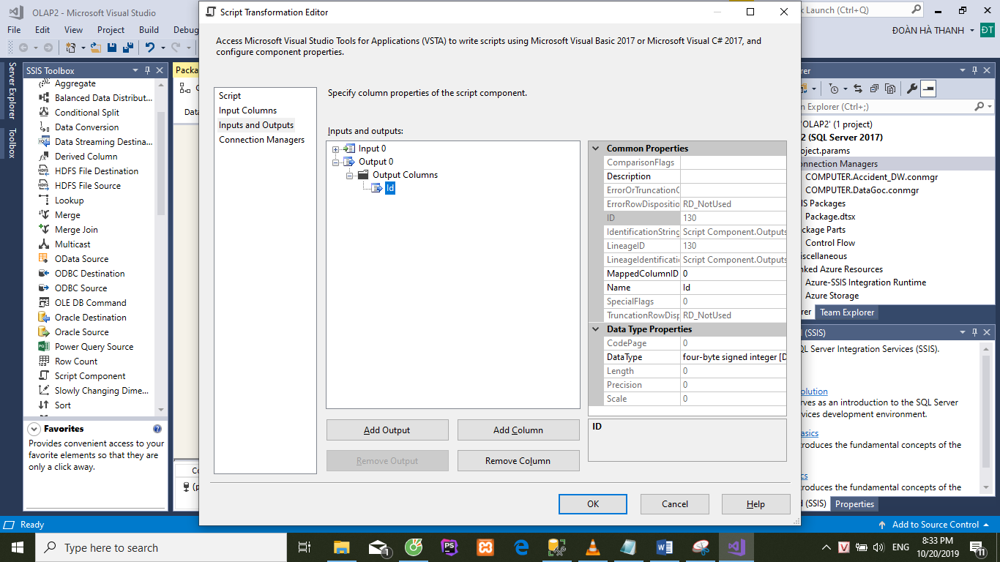 OLAP2 - Microsoft Visual Studio
Script Transformation Editor
k Launch (Ctrl+Q)
File Edit View Project Build Debug
ĐOÀN HÀ THANH ĐT
Access Microsoft Visual Studio Tools for Applications (VSTA) to write scripts using Microsoft Visual Basic 2017 or Microsoft Visual C# 2017, and
configure component properties.
Server Explorer
Toolbox
SSIS Toolbox
Aggregate
Balanced Data Distribut...
Conditional Split
Data Conversion
Data Streaming Destina...
Derived Column
HDFS File Destination
HDFS File Source
Lookup
Merge
Merge Join
Multicast
OData Source
ODBC Destination
ODBC Source
OLE DB Command
Oracle Destination
Oracle Source
Power Query Source
Row Count
Script Component
Slowly Changing Dime...
Sort
Favorites
Provides convenient access to your
favorite elements so that they are
only a click away.
Packa
C
Dat
Co
(p
Script
Input Columns
Inputs and Outputs
Connection Managers
Specify column properties of the script component.
Inputs and outputs:
Input 0
Output 0
Output Columns
Id
Common Properties
ComparisonFlags
Description
ErrorOrTruncationO
ErrorRowDispositio RD_NotUsed
ID 130
IdentificationString Script Component.Outputs
LineageID 130
LineageIdentificati Script Component.Outputs
MappedColumnID 0
Name Id
SpecialFlags 0
TruncationRowDisp RD_NotUsed
Data Type Properties
CodePage 0
DataType four-byte signed integer [D
Length 0
Precision 0
Scale 0
ID
Add Output Add Column
Remove Output Remove Column
OK Cancel Help
rer
n Explorer (Ctrl+;)
'OLAP2' (1 project)
2 (SQL Server 2017)
oject.params
onnection Managers
COMPUTER.Accident_DW.conmgr
COMPUTER.DataGoc.conmgr
IS Packages
Package.dtsx
ckage Parts
Control Flow
iscellaneous
nked Azure Resources
Azure-SSIS Integration Runtime
Azure Storage
rer Team Explorer
l (SSIS)
QL Server Integration Services (SSIS).
olution
rves as an introduction to the SQL Server
vices development environment.
asics
troduces the fundamental concepts of the
cs
troduces the fundamental concepts of the
d (SSIS) Properties
Ready
Add to Source Control
Type here to search
1
PS
V
ENG
8:33 PM
10/20/2019
11